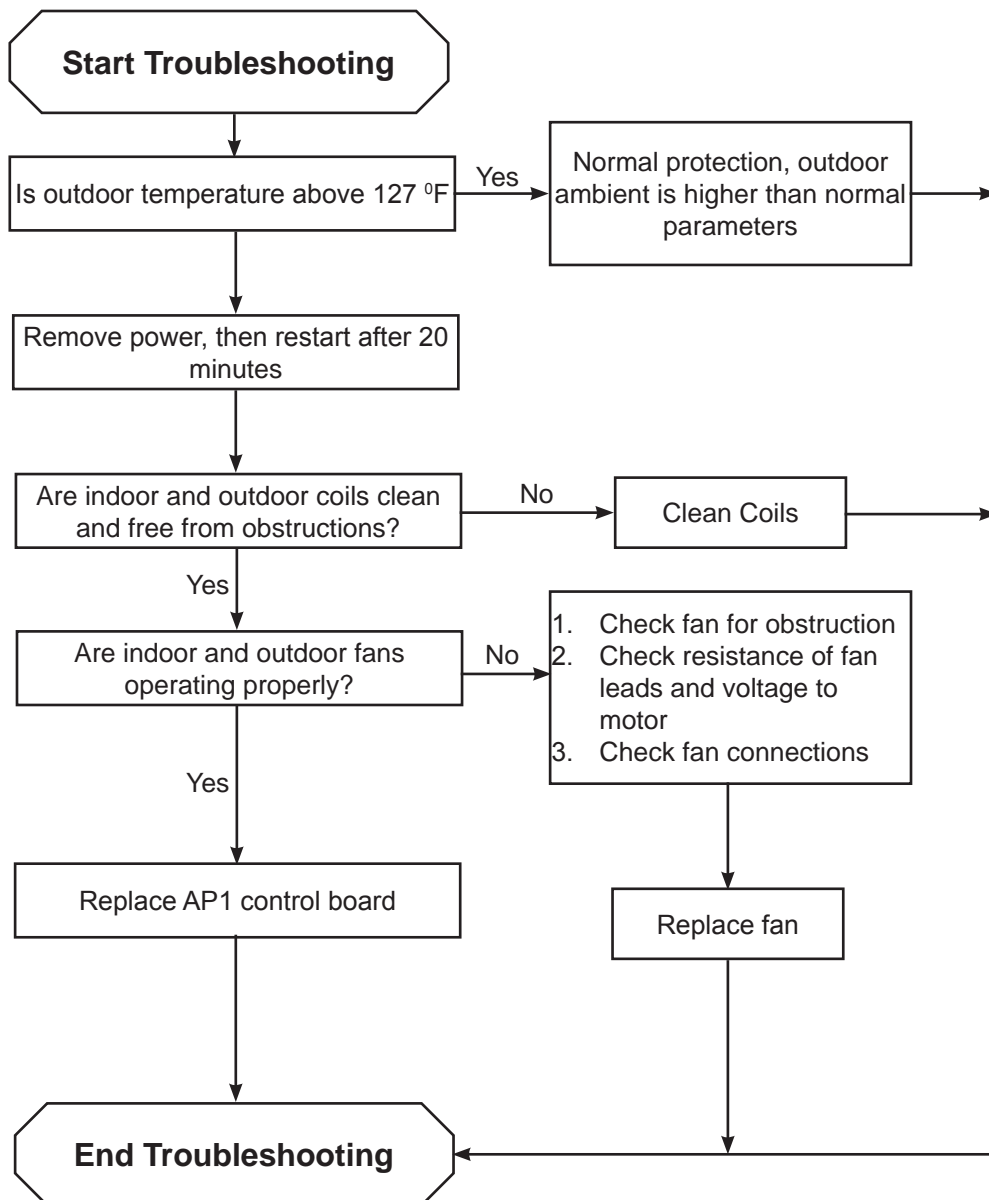 Start Troubleshooting
Is outdoor temperature above 127 ⁰F
Yes
Normal protection, outdoor
ambient is higher than normal
parameters
Remove power, then restart after 20
minutes
Are indoor and outdoor coils clean
and free from obstructions?
No
Clean Coils
Yes
Are indoor and outdoor fans
operating properly?
No
1. Check fan for obstruction
2. Check resistance of fan
leads and voltage to
motor
3. Check fan connections
Yes
Replace AP1 control board
Replace fan
End Troubleshooting